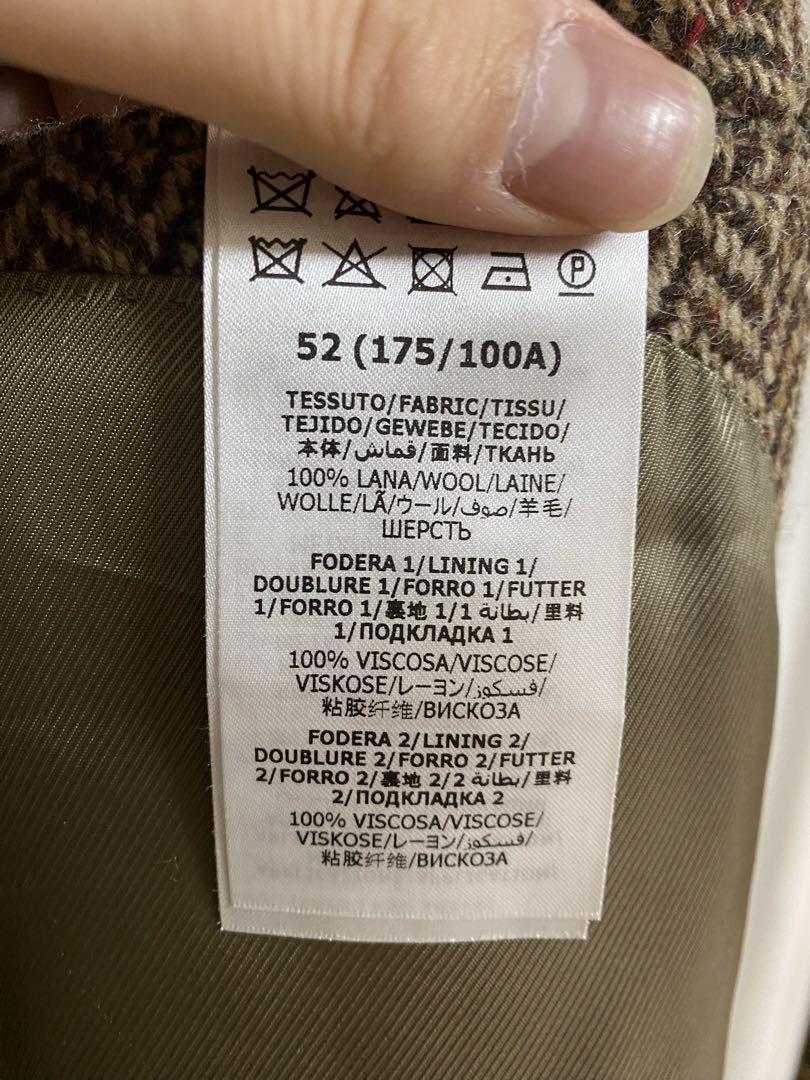 P
52 (175/100A)
TESSUTO/FABRIC/TISSU/
TEJIDO/GEWEBE/TECIDO/
本体/قماش/面料/ТКАНЬ
100% LANA/WOOL/LAINE/
WOLLE/LÃ/ウール/صوف/羊毛/
ШЕРСТЬ
FODERA 1/LINING 1/
DOUBLURE 1/FORRO 1/FUTTER
1/FORRO 1/裏地 1/1 بطانة/里料
1/ПОДКЛАДКА 1
100% VISCOSA/VISCOSE/
VISKOSE/レーヨン/فسكوز/
粘胶纤维/ВИСКОЗА
FODERA 2/LINING 2/
DOUBLURE 2/FORRO 2/FUTTER
2/FORRO 2/裏地 2/2 بطانة/里料
2/ПОДКЛАДКА 2
100% VISCOSA/VISCOSE/
VISKOSE/レーヨン/فسكوز/
粘胶纤维/ВИСКОЗА